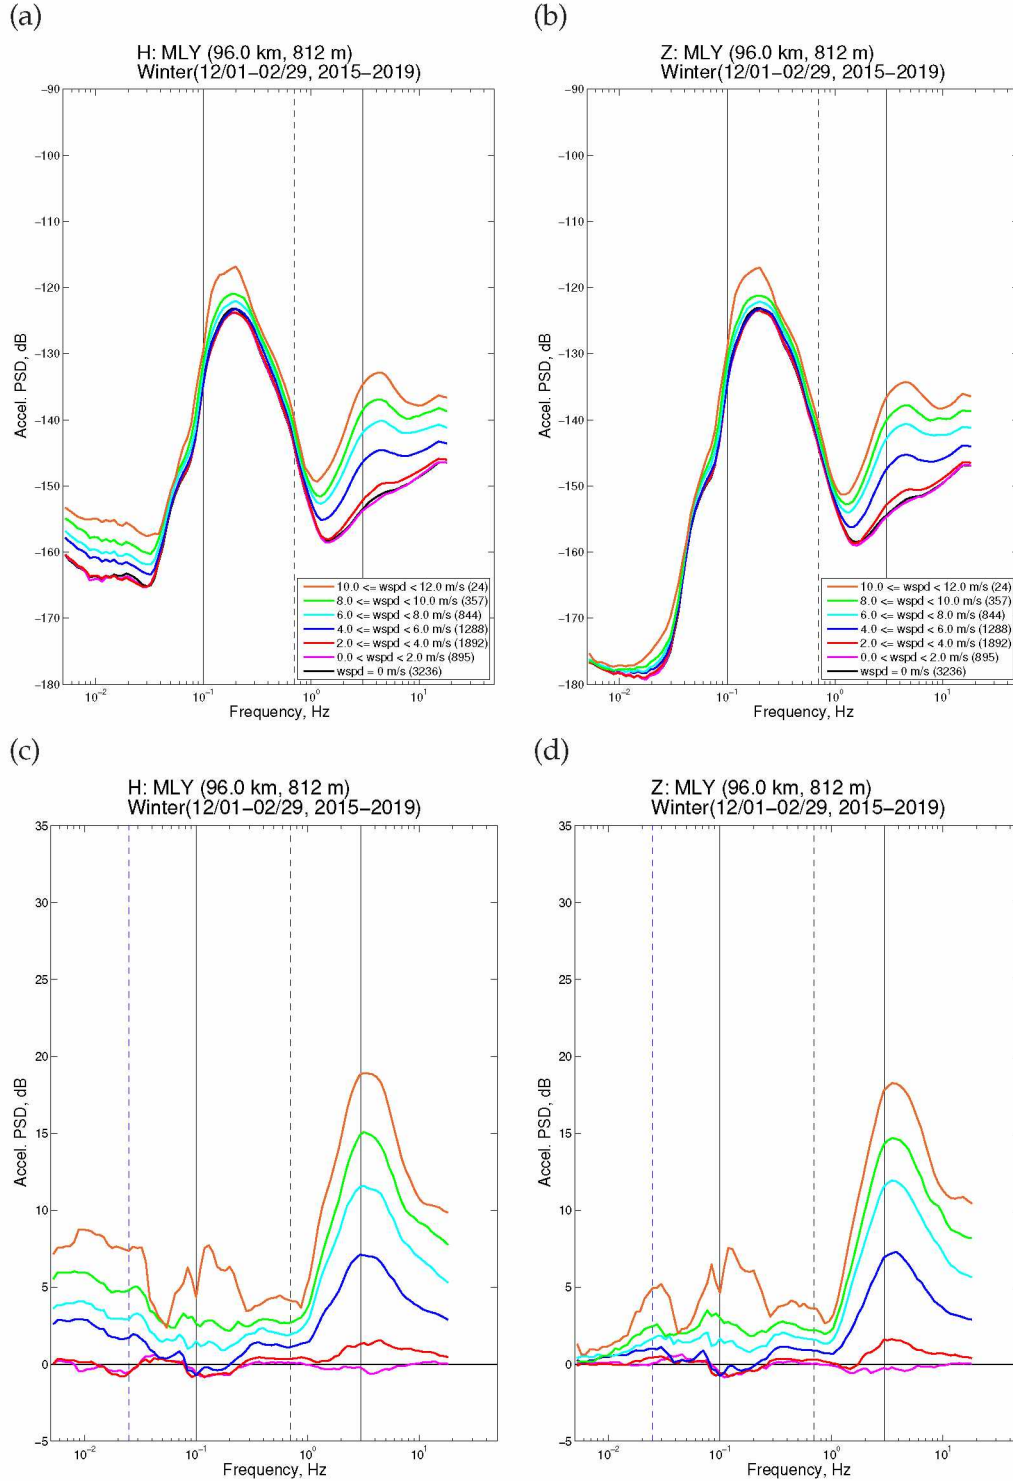 (a)
H: MLY (96.0 km, 812 m)
Winter(12/01−02/29, 2015−2019)
−90
−100
−110
−120
−130
−140
−150
−160
−170
−180
Accel. PSD, dB
10.0 <= wspd < 12.0 m/s (24)
8.0 <= wspd < 10.0 m/s (357)
6.0 <= wspd < 8.0 m/s (844)
4.0 <= wspd < 6.0 m/s (1288)
2.0 <= wspd < 4.0 m/s (1892)
0.0 < wspd < 2.0 m/s (895)
wspd = 0 m/s (3236)
10⁻² 10⁻¹ 10⁰ 10¹
Frequency, Hz
(b)
Z: MLY (96.0 km, 812 m)
Winter(12/01−02/29, 2015−2019)
−90
−100
−110
−120
−130
−140
−150
−160
−170
−180
Accel. PSD, dB
10.0 <= wspd < 12.0 m/s (24)
8.0 <= wspd < 10.0 m/s (357)
6.0 <= wspd < 8.0 m/s (844)
4.0 <= wspd < 6.0 m/s (1288)
2.0 <= wspd < 4.0 m/s (1892)
0.0 < wspd < 2.0 m/s (895)
wspd = 0 m/s (3236)
10⁻² 10⁻¹ 10⁰ 10¹
Frequency, Hz
(c)
H: MLY (96.0 km, 812 m)
Winter(12/01−02/29, 2015−2019)
35
30
25
20
15
10
5
0
−5
Accel. PSD, dB
10⁻² 10⁻¹ 10⁰ 10¹
Frequency, Hz
(d)
Z: MLY (96.0 km, 812 m)
Winter(12/01−02/29, 2015−2019)
35
30
25
20
15
10
5
0
−5
Accel. PSD, dB
10⁻² 10⁻¹ 10⁰ 10¹
Frequency, Hz